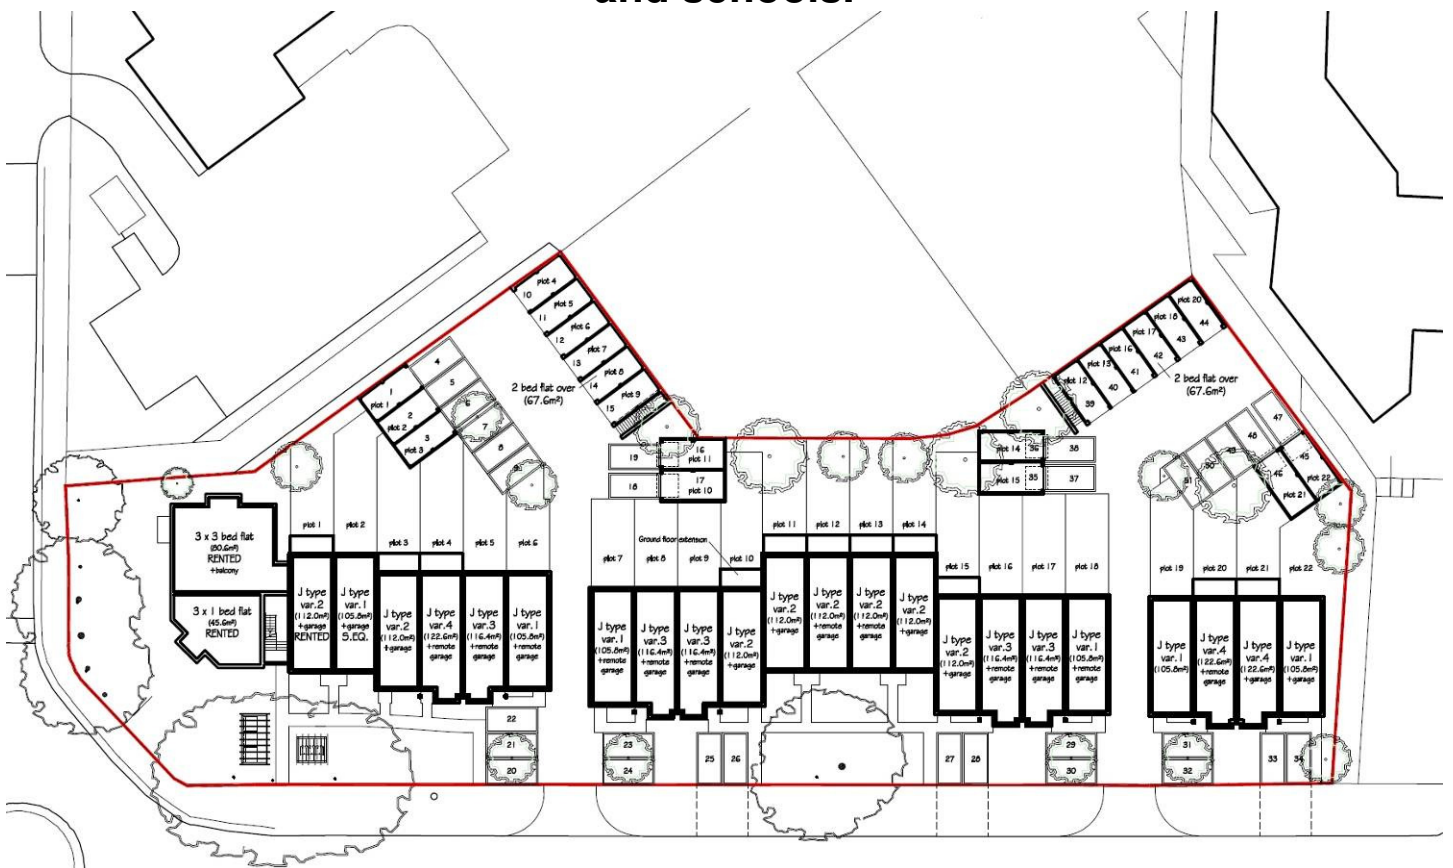 and schools.
10
plot 4
11
plot 5
12
plot 6
13
plot 7
14
plot 8
15
plot 9
2 bed flat over
(67.6m²)
1
plot 1
2
plot 2
3
plot 3
4
5
6
7
8
9
19
18
16
plot 11
17
plot 10
plot 14
36
plot 15
35
38
37
plot 12
39
plot 13
40
plot 16
41
plot 17
42
plot 18
43
plot 20
44
2 bed flat over
(67.6m²)
47
48
49
50
51
45
46
plot 22
plot 21
3 x 3 bed flat
(80.6m²)
RENTED
+balcony
3 x 1 bed flat
(45.6m²)
RENTED
plot 1
plot 2
plot 3
plot 4
plot 5
plot 6
plot 7
plot 8
plot 9
plot 10
Ground floor extension
plot 11
plot 12
plot 13
plot 14
plot 15
plot 16
plot 17
plot 18
plot 19
plot 20
plot 21
plot 22
J type
var.2
(112.0m²)
+garage
RENTED
J type
var.1
(105.8m²)
+garage
S.EQ.
J type
var.2
(112.0m²)
+garage
J type
var.4
(122.6m²)
+remote
garage
J type
var.3
(116.4m²)
+remote
garage
J type
var.1
(105.8m²)
+remote
garage
J type
var.1
(105.8m²)
+remote
garage
J type
var.3
(116.4m²)
+remote
garage
J type
var.3
(116.4m²)
+remote
garage
J type
var.2
(112.0m²)
+garage
J type
var.2
(112.0m²)
+garage
J type
var.2
(112.0m²)
+remote
garage
J type
var.2
(112.0m²)
+remote
garage
J type
var.2
(112.0m²)
+garage
J type
var.2
(112.0m²)
+garage
J type
var.3
(116.4m²)
+remote
garage
J type
var.3
(116.4m²)
+remote
garage
J type
var.1
(105.8m²)
+remote
garage
J type
var.1
(105.8m²)
J type
var.4
(122.6m²)
+remote
garage
J type
var.4
(122.6m²)
+garage
J type
var.1
(105.8m²)
+garage
22
21
20
23
24
25
26
27
28
29
30
31
32
33
34